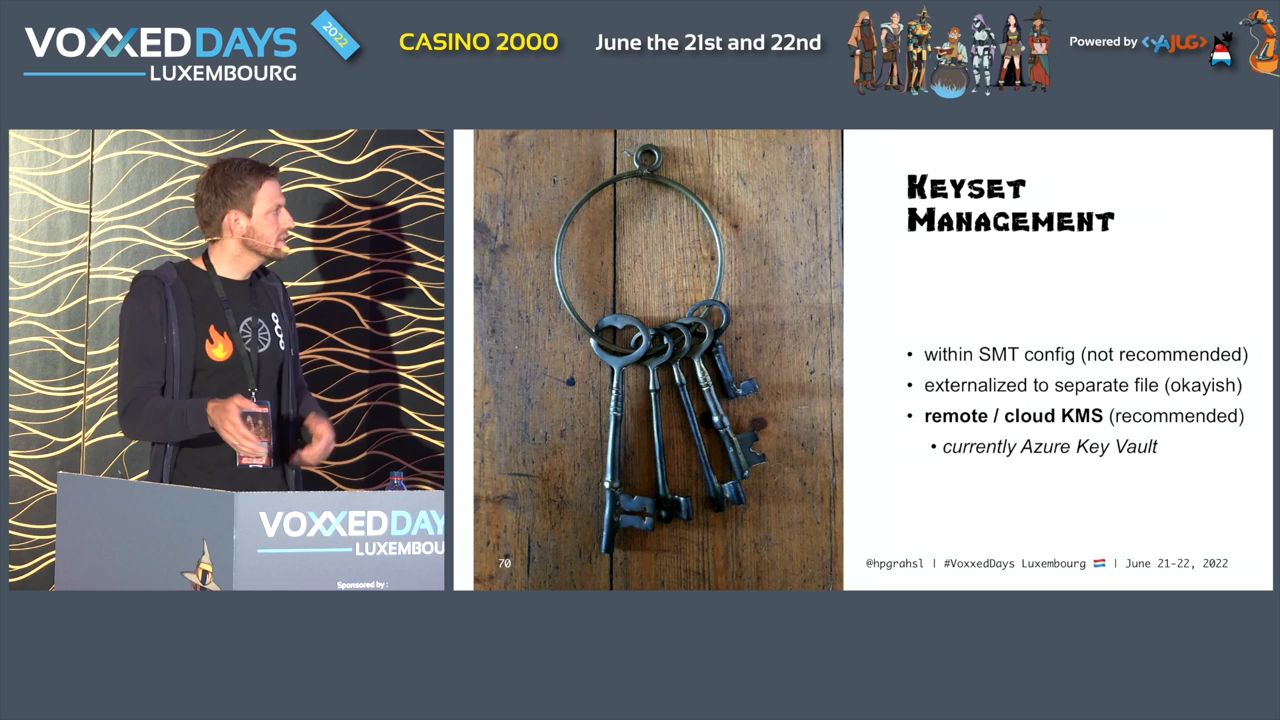 VOXXEDDAYS
LUXEMBOURG
2022
CASINO 2000
June the 21st and 22nd
Powered by <YAJUG>
KEYSET
MANAGEMENT
• within SMT config (not recommended)
• externalized to separate file (okayish)
• remote / cloud KMS (recommended)
• currently Azure Key Vault
70
@hpgrahsl | #VoxxedDays Luxembourg 🇱🇺 | June 21-22, 2022
VOXXEDDAY
LUXEMBOU
Sponsored by :